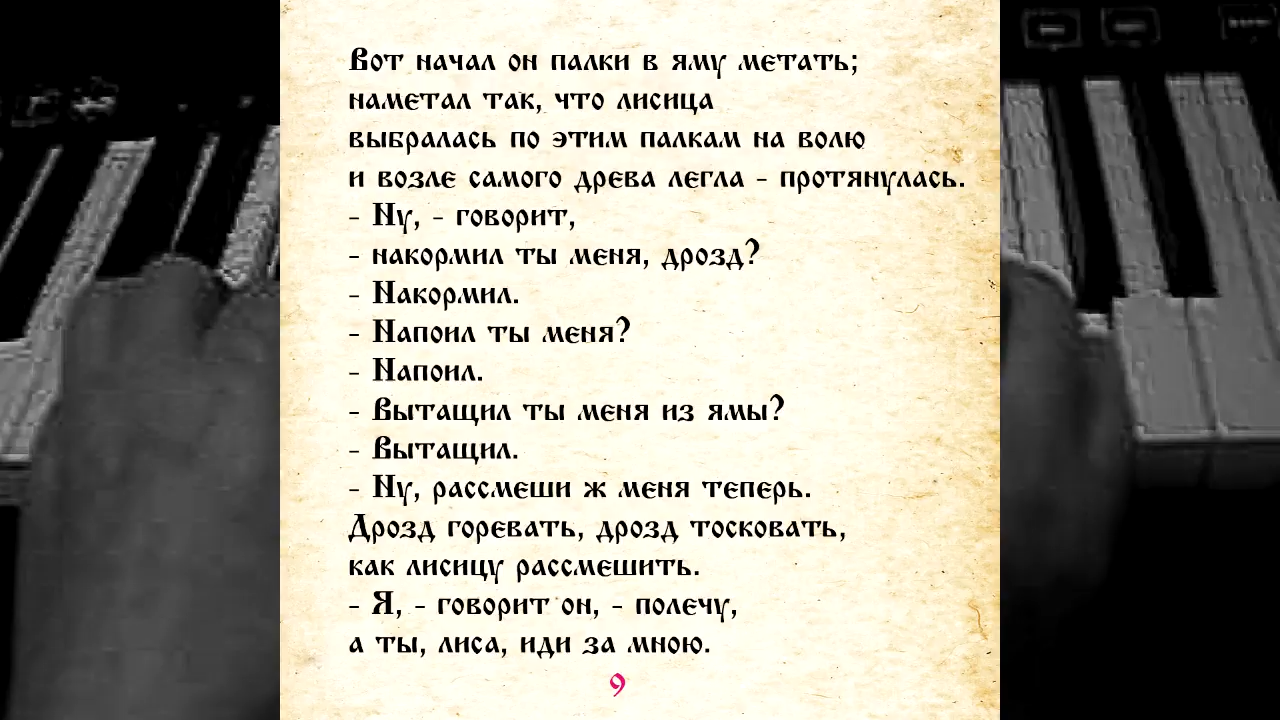 Вот начал он палки в яму метать;
наметал так, что лисица
выбралась по этим палкам на волю
и возле самого древа легла - протянулась.
- Ну, - говорит,
- накормил ты меня, дрозд?
- Накормил.
- Напоил ты меня?
- Напоил.
- Вытащил ты меня из ямы?
- Вытащил.
- Ну, рассмеши ж меня теперь.
Дрозд горевать, дрозд тосковать,
как лисицу рассмешить.
- Я, - говорит он, - полечу,
а ты, лиса, иди за мною.
9